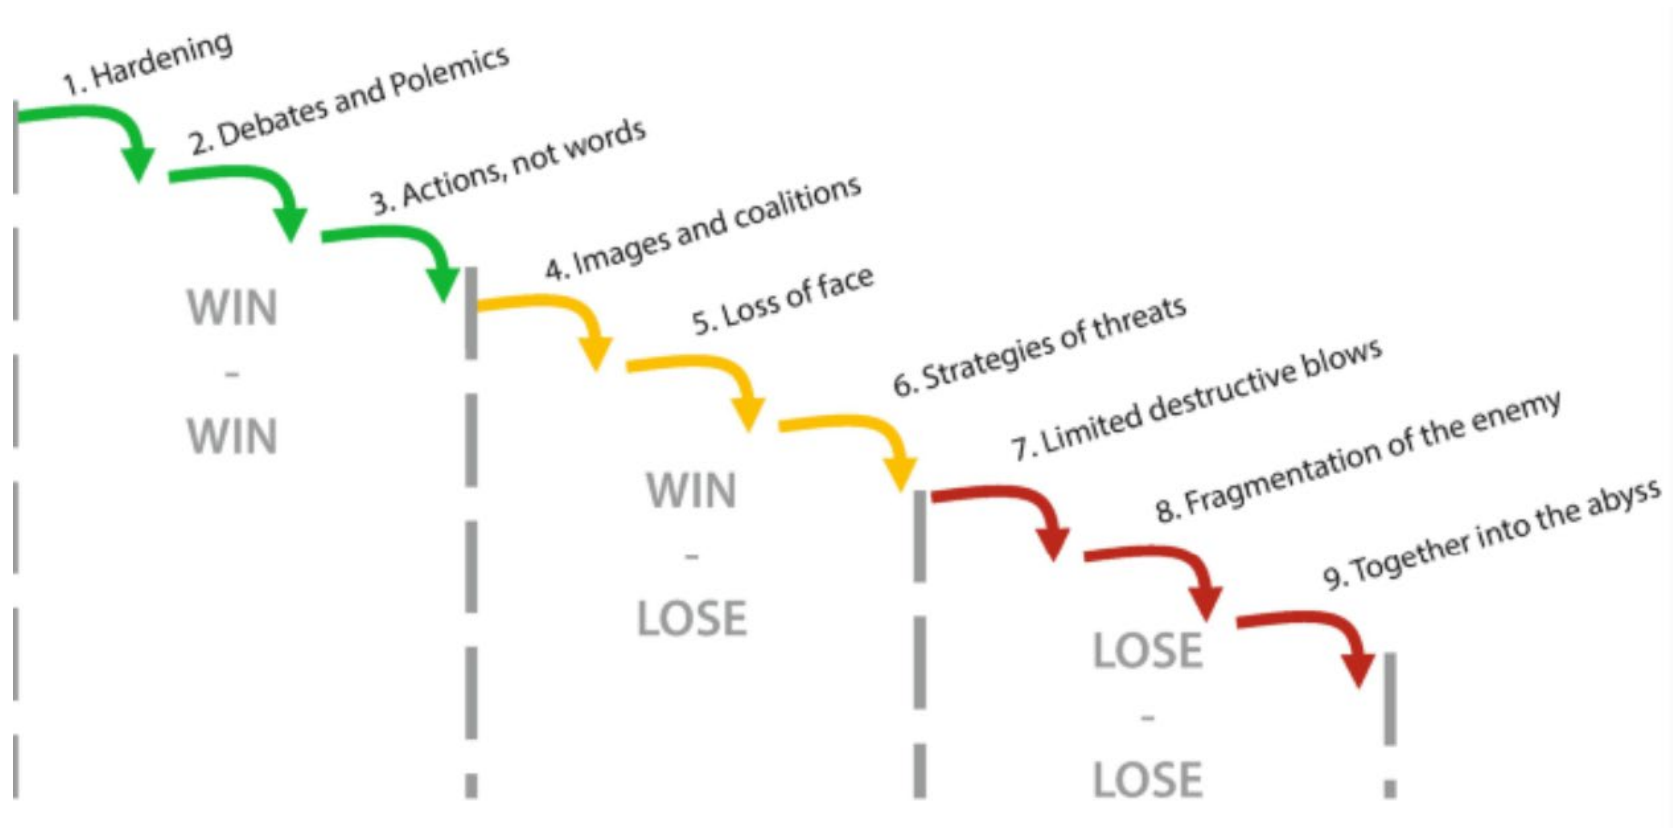 1. Hardening
2. Debates and Polemics
3. Actions, not words
4. Images and coalitions
5. Loss of face
6. Strategies of threats
7. Limited destructive blows
8. Fragmentation of the enemy
9. Together into the abyss
WIN
-
WIN
WIN
-
LOSE
LOSE
-
LOSE